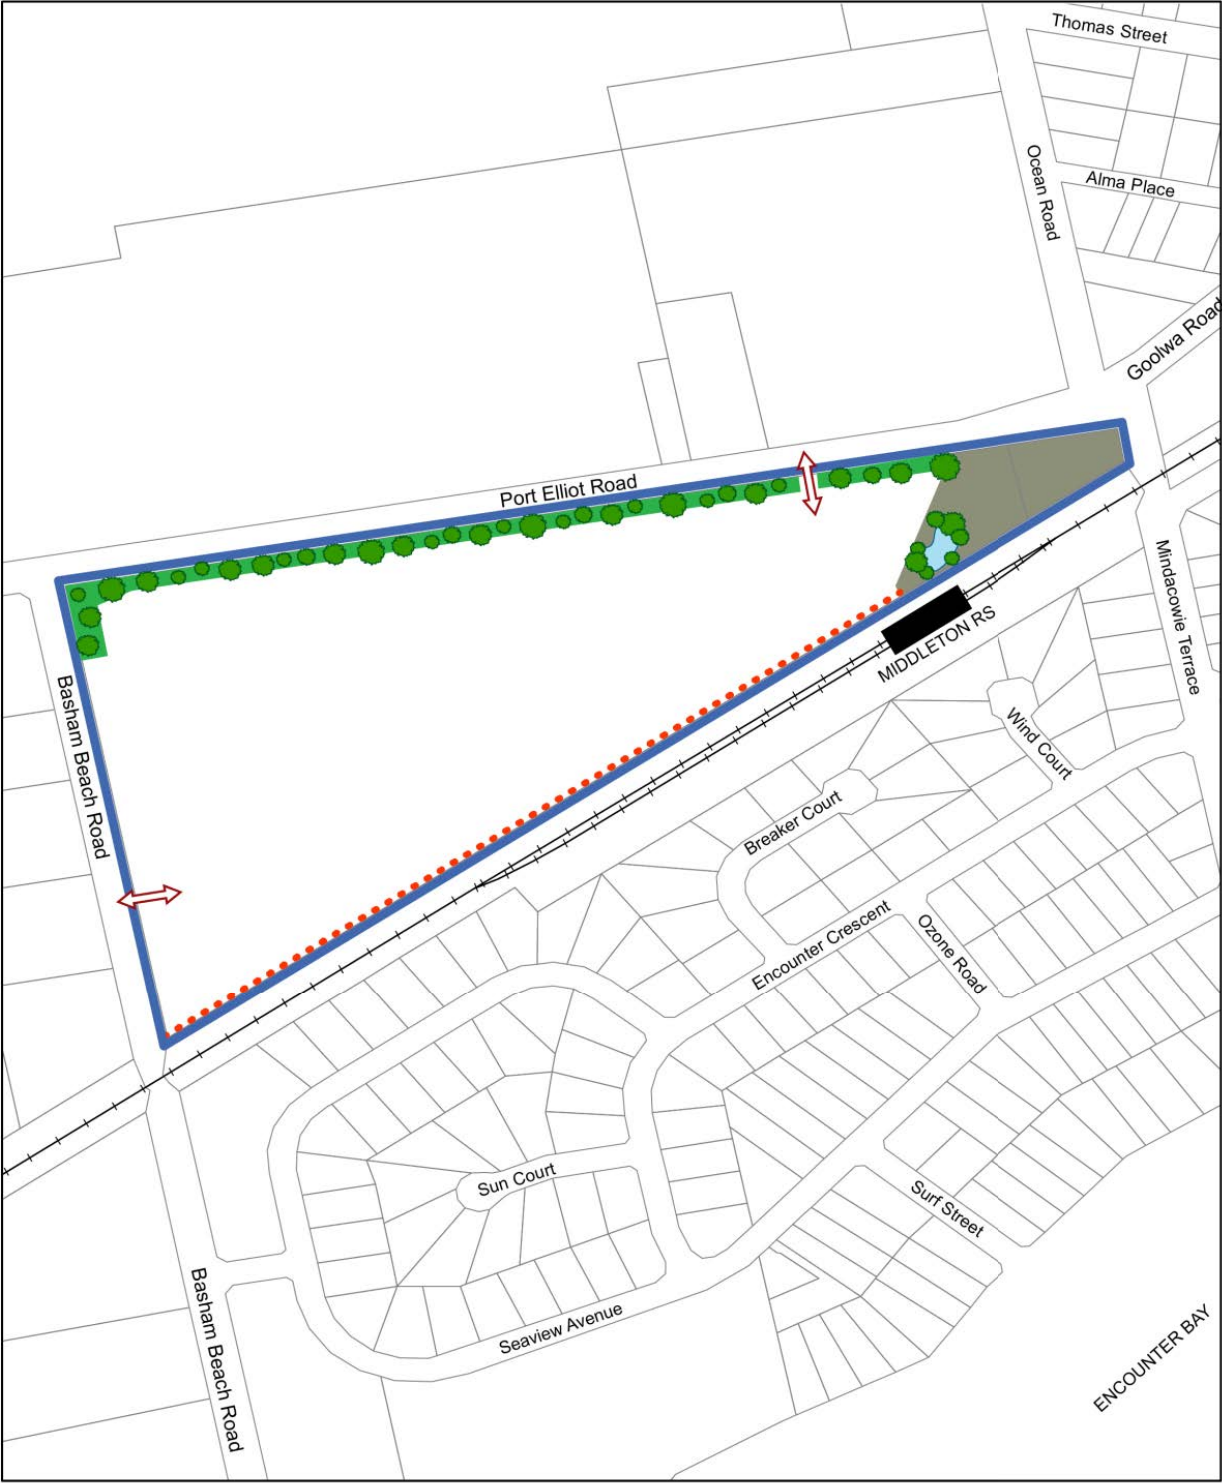 Thomas Street
Ocean Road
Alma Place
Goolwa Road
Port Elliot Road
Mindacowie Terrace
MIDDLETON RS
Basham Beach Road
Wind Court
Breaker Court
Encounter Crescent
Ozone Road
Sun Court
Surf Street
Seaview Avenue
Basham Beach Road
ENCOUNTER BAY